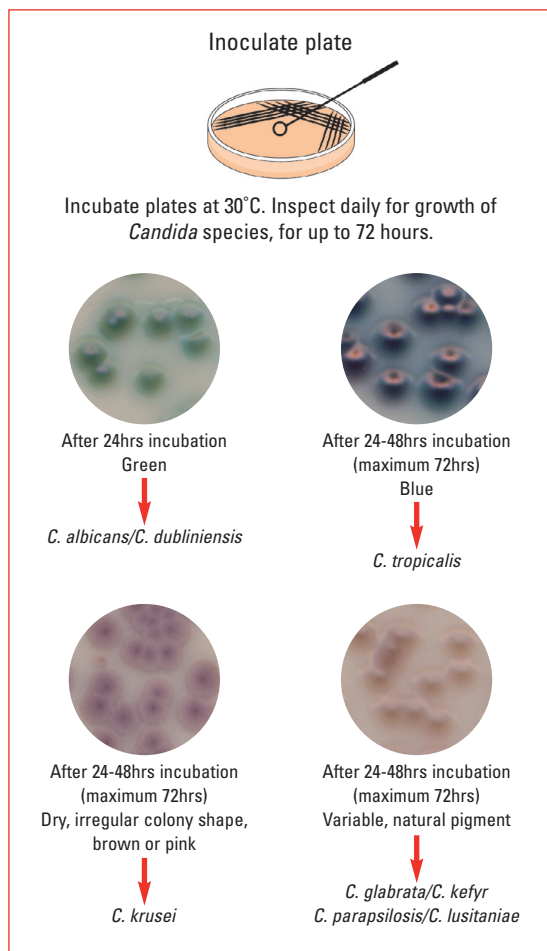 Inoculate plate
Incubate plates at 30˚C. Inspect daily for growth of
Candida species, for up to 72 hours.
After 24hrs incubation
Green
C. albicans/C. dubliniensis
After 24-48hrs incubation
(maximum 72hrs)
Blue
C. tropicalis
After 24-48hrs incubation
(maximum 72hrs)
Dry, irregular colony shape,
brown or pink
C. krusei
After 24-48hrs incubation
(maximum 72hrs)
Variable, natural pigment
C. glabrata/C. kefyr
C. parapsilosis/C. lusitaniae